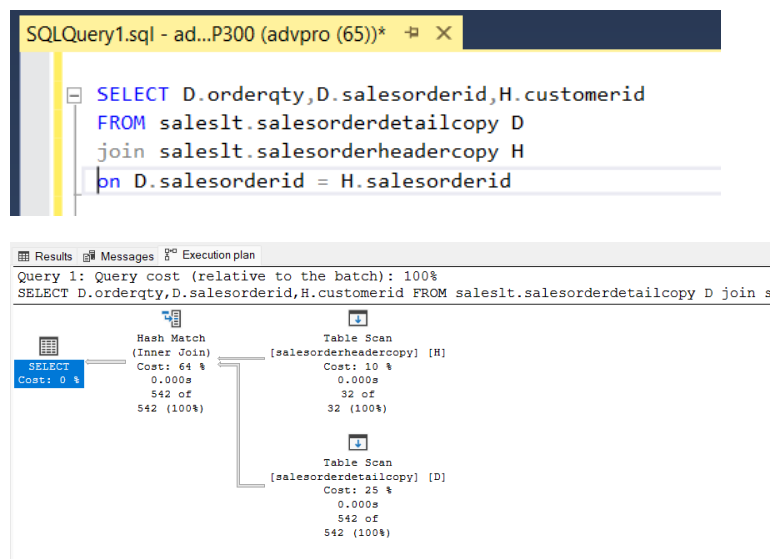 SQLQuery1.sql - ad...P300 (advpro (65))*
SELECT D.orderqty,D.salesorderid,H.customerid
FROM saleslt.salesorderdetailcopy D
join saleslt.salesorderheadercopy H
on D.salesorderid = H.salesorderid
Results Messages Execution plan
Query 1: Query cost (relative to the batch): 100%
SELECT D.orderqty,D.salesorderid,H.customerid FROM saleslt.salesorderdetailcopy D join s
SELECT
Cost: 0 %
Hash Match
(Inner Join)
Cost: 64 %
0.000s
542 of
542 (100%)
Table Scan
[salesorderheadercopy] [H]
Cost: 10 %
0.000s
32 of
32 (100%)
Table Scan
[salesorderdetailcopy] [D]
Cost: 25 %
0.000s
542 of
542 (100%)